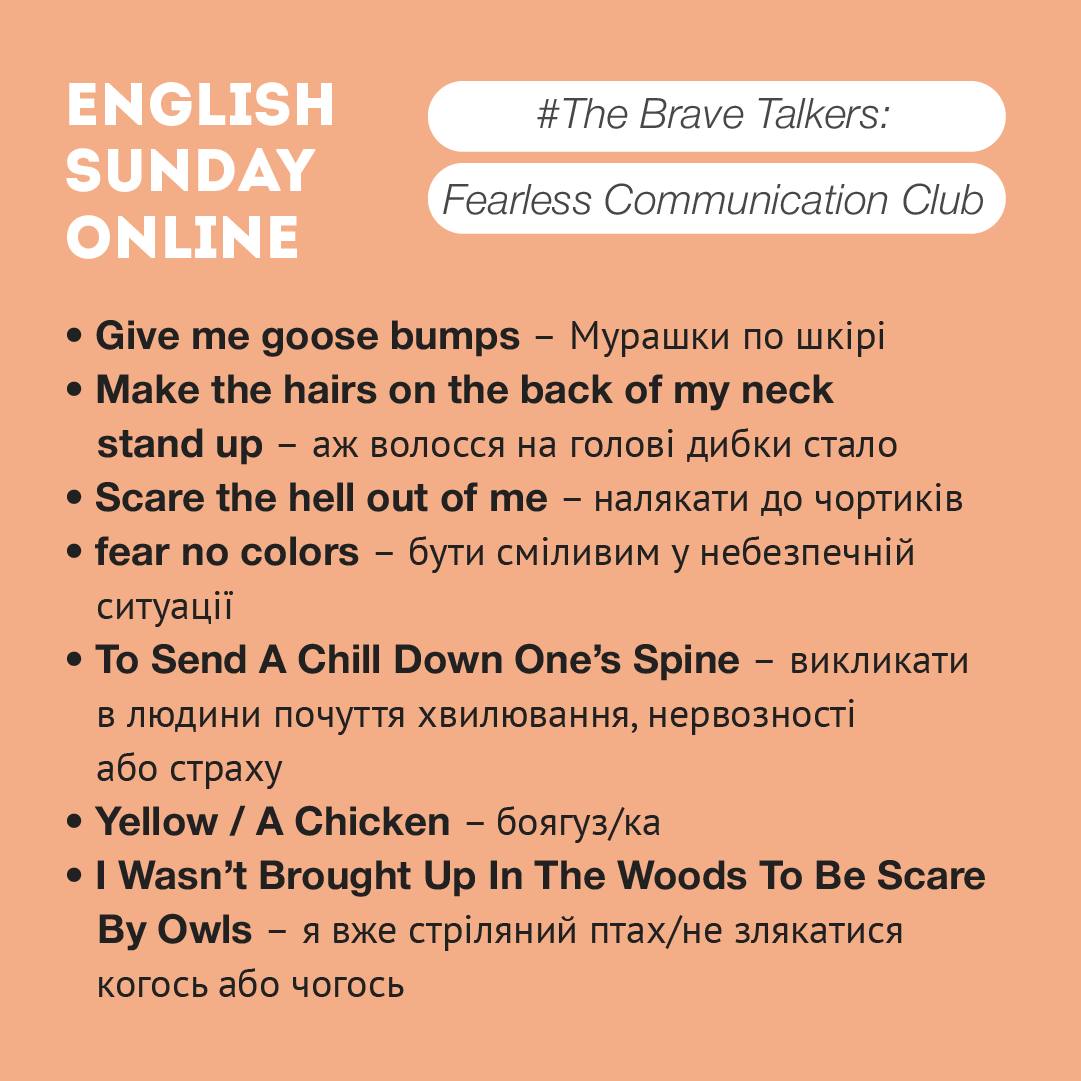 ENGLISH
SUNDAY
ONLINE
#The Brave Talkers:
Fearless Communication Club
• Give me goose bumps – Мурашки по шкірі
• Make the hairs on the back of my neck
stand up – аж волосся на голові дибки стало
• Scare the hell out of me – налякати до чортиків
• fear no colors – бути сміливим у небезпечній
ситуації
• To Send A Chill Down One’s Spine – викликати
в людини почуття хвилювання, нервозності
або страху
• Yellow / A Chicken – боягуз/ка
• I Wasn’t Brought Up In The Woods To Be Scare
By Owls – я вже стріляний птах/не злякатися
когось або чогось